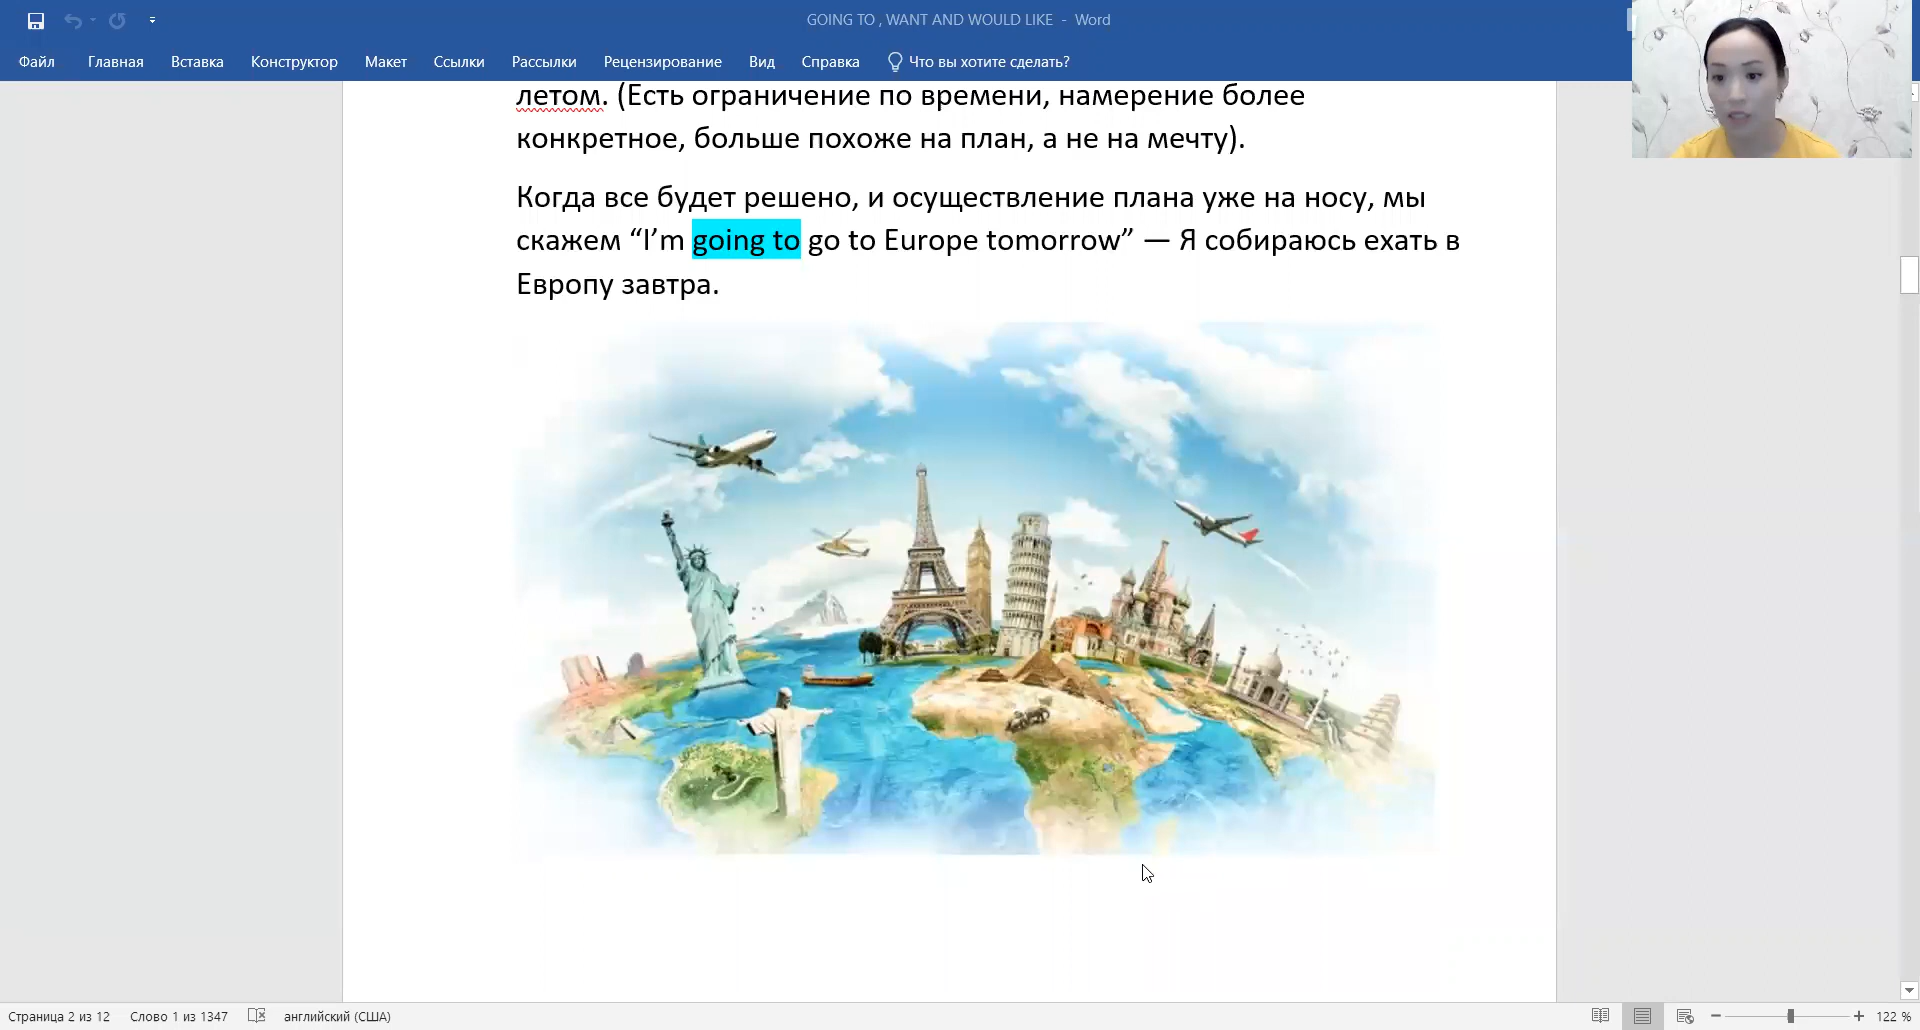 GOING TO , WANT AND WOULD LIKE - Word
Файл Главная Вставка Конструктор Макет Ссылки Рассылки Рецензирование Вид Справка Что вы хотите сделать?
летом. (Есть ограничение по времени, намерение более
конкретное, больше похоже на план, а не на мечту).
Когда все будет решено, и осуществление плана уже на носу, мы
скажем “I’m going to go to Europe tomorrow” — Я собираюсь ехать в
Европу завтра.
Страница 2 из 12 Слово 1 из 1347 английский (США) 122 %